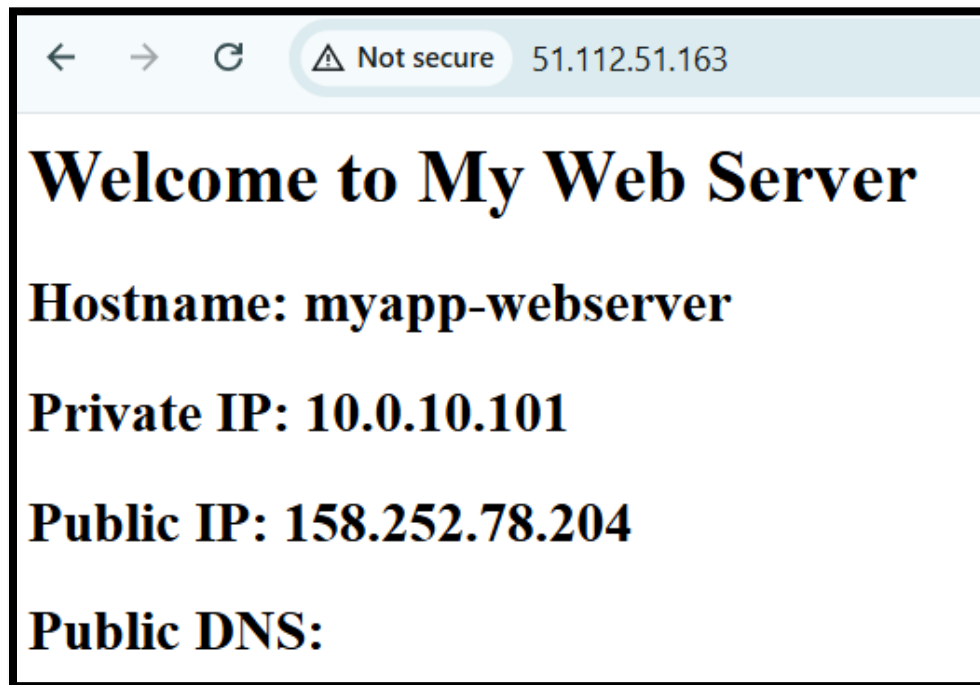 Not secure 51.112.51.163
Welcome to My Web Server
Hostname: myapp-webserver
Private IP: 10.0.10.101
Public IP: 158.252.78.204
Public DNS: